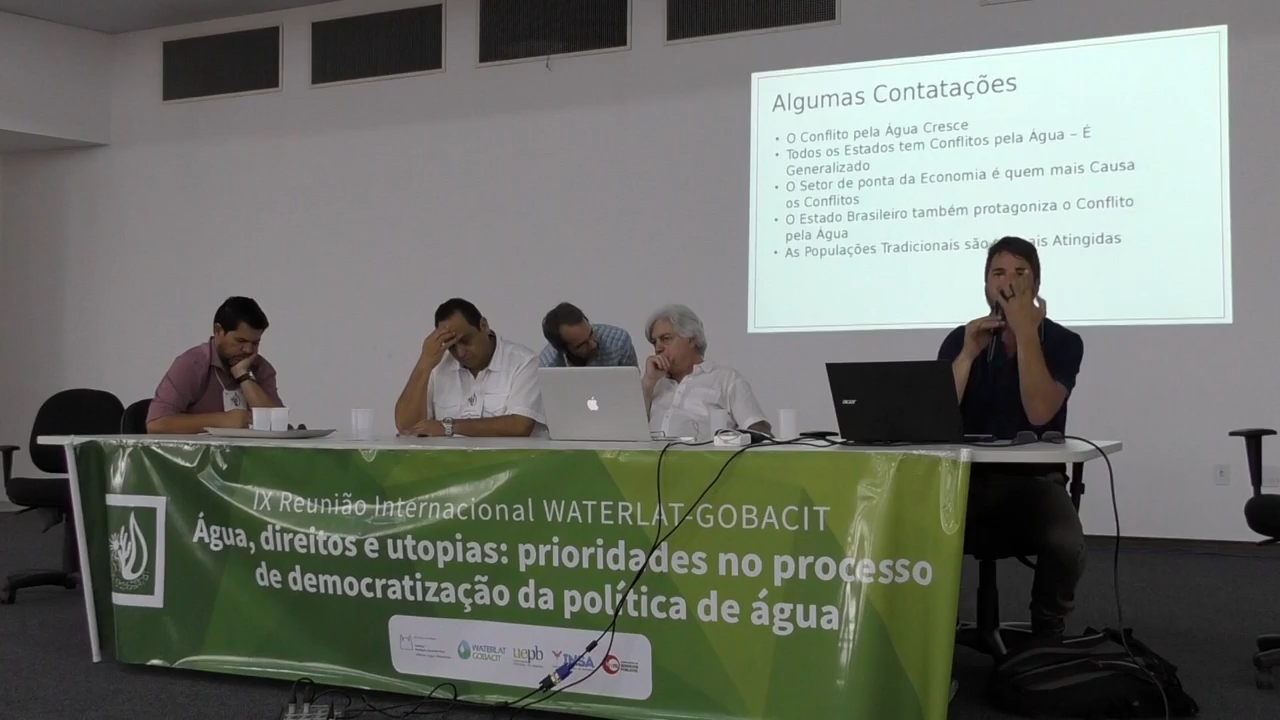 Algumas Contatações
• O Conflito pela Água Cresce
• Todos os Estados tem Conflitos pela Água – É
Generalizado
• O Setor de ponta da Economia é quem mais Causa
os Conflitos
• O Estado Brasileiro também protagoniza o Conflito
pela Água
• As Populações Tradicionais são ais Atingidas
acer
IX Reunião Internacional WATERLAT-GOBACIT
Água, direitos e utopias: prioridades no processo
de democratização da política de água
WATERLAT
GOBACIT
uepb
INSA